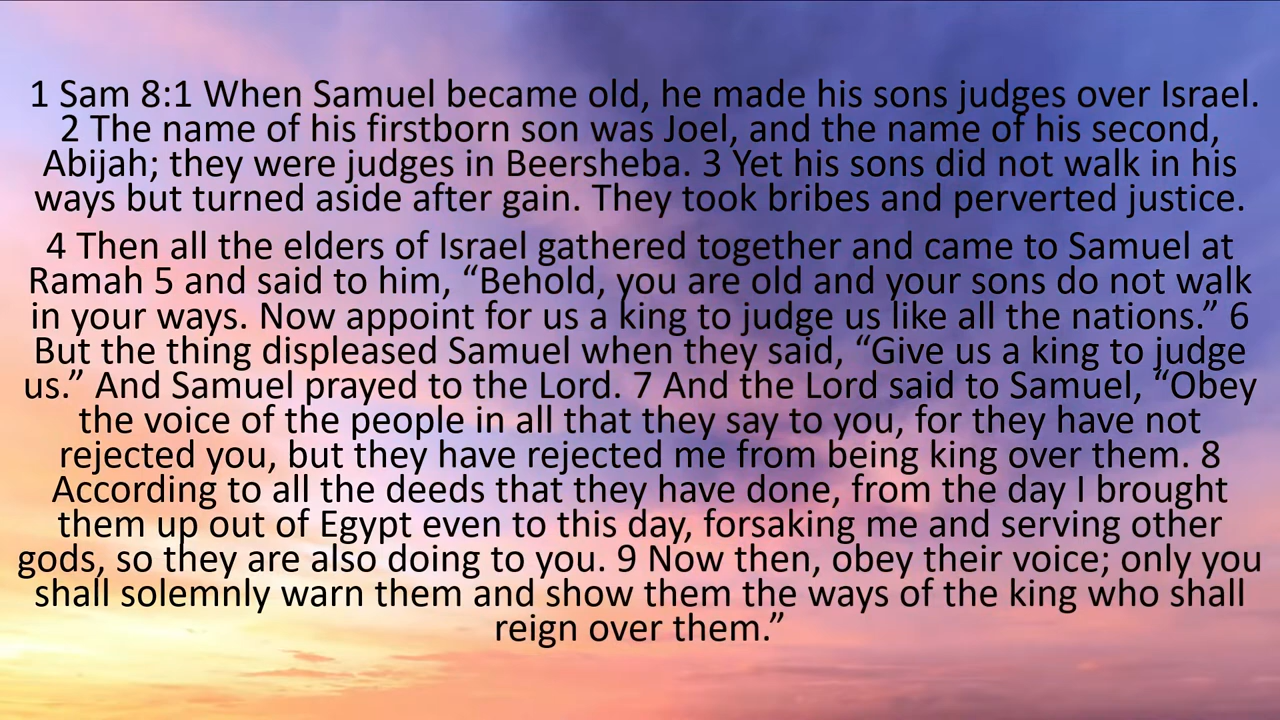 1 Sam 8:1 When Samuel became old, he made his sons judges over Israel.
2 The name of his firstborn son was Joel, and the name of his second,
Abijah; they were judges in Beersheba. 3 Yet his sons did not walk in his
ways but turned aside after gain. They took bribes and perverted justice.
4 Then all the elders of Israel gathered together and came to Samuel at
Ramah 5 and said to him, “Behold, you are old and your sons do not walk
in your ways. Now appoint for us a king to judge us like all the nations.” 6
But the thing displeased Samuel when they said, “Give us a king to judge
us.” And Samuel prayed to the Lord. 7 And the Lord said to Samuel, “Obey
the voice of the people in all that they say to you, for they have not
rejected you, but they have rejected me from being king over them. 8
According to all the deeds that they have done, from the day I brought
them up out of Egypt even to this day, forsaking me and serving other
gods, so they are also doing to you. 9 Now then, obey their voice; only you
shall solemnly warn them and show them the ways of the king who shall
reign over them.”